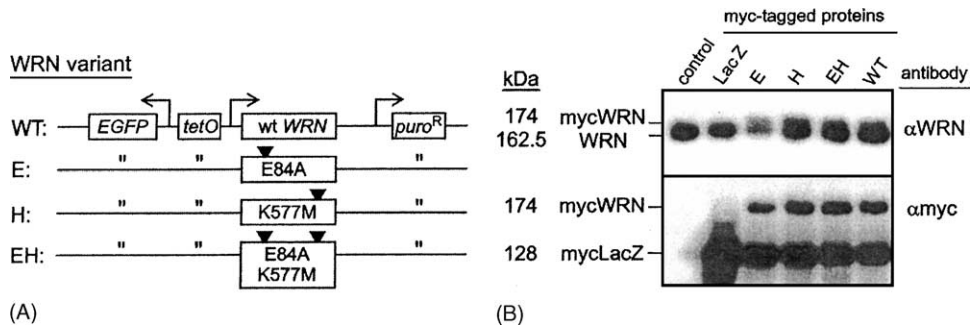 WRN variant
WT: EGFP tetO wt WRN puroR
E: " " E84A "
H: " " K577M "
EH: " " E84A "
K577M
(A)
B myc-tagged proteins
kDa control LacZ E H EH WT antibody
174 mycWRN αWRN
162.5 WRN
174 mycWRN αmyc
128 mycLacZ
(B)